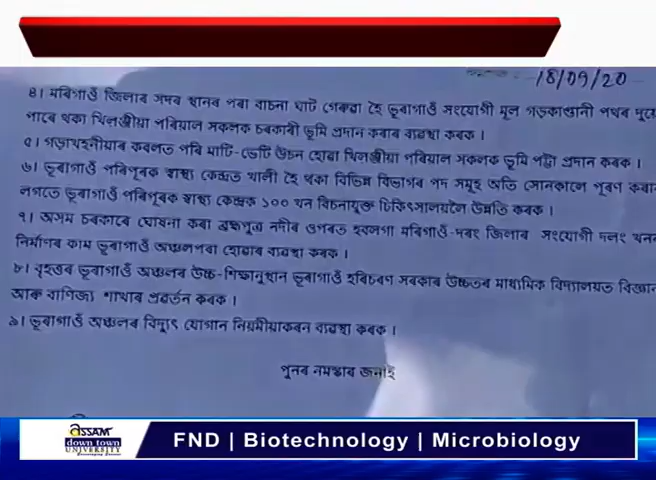 18/09/20
৪। মৰিগাওঁ জিলাৰ সদৰ স্থানৰ পৰা বাচনা ঘাট গেৰুৱা হৈ ভূৰাগাওঁ সংযোগী মূল গড়কাপ্তানী পথৰ দুয়ো
পাৰে থকা খিলঞ্জীয়া পৰিয়াল সকলক চৰকাৰী ভূমি প্ৰদান কৰাৰ ব্যৱস্থা কৰক ।
৫। গড়াখহনীয়াৰ কবলত পৰি মাটি-ভেটি উচন হোৱা খিলঞ্জীয়া পৰিয়াল সকলক ভূমি পট্টা প্ৰদান কৰক ।
৬। ভূৰাগাওঁ পৰিপূৰক স্বাস্থ্য কেন্দ্ৰত খালী হৈ থকা বিভিন্ন বিভাগৰ পদ সমূহ অতি সোনকালে পূৰণ কৰাৰ
লগতে ভূৰাগাওঁ পৰিপূৰক স্বাস্থ্য কেন্দ্ৰক ১০০ খন বিচনাযুক্ত চিকিৎসালয়লৈ উন্নতি কৰক ।
৭। অসম চৰকাৰে ঘোষনা কৰা ব্ৰহ্মপুত্ৰ নদীৰ ওপৰত হবলগা মৰিগাওঁ-দৰং জিলাৰ সংযোগী দলং খনৰ
নিৰ্মাণৰ কাম ভূৰাগাওঁ অঞ্চলপৰা হোৱাৰ ব্যৱস্থা কৰক ।
৮। বৃহত্তৰ ভূৰাগাওঁ অঞ্চলৰ উচ্চ-শিক্ষানুষ্ঠান ভূৰাগাওঁ হৰিচৰণ সৰকাৰ উচ্চতৰ মাধ্যমিক বিদ্যালয়ত বিজ্ঞান
আৰু বাণিজ্য শাখাৰ প্ৰৱৰ্তন কৰক ।
৯। ভূৰাগাওঁ অঞ্চলৰ বিদ্যুৎ যোগান নিয়মীয়াকৰন ব্যৱস্থা কৰক ।
পুনৰ নমস্কাৰ জনাই
ASSAM
down town
UNIVERSITY
FND | Biotechnology | Microbiology